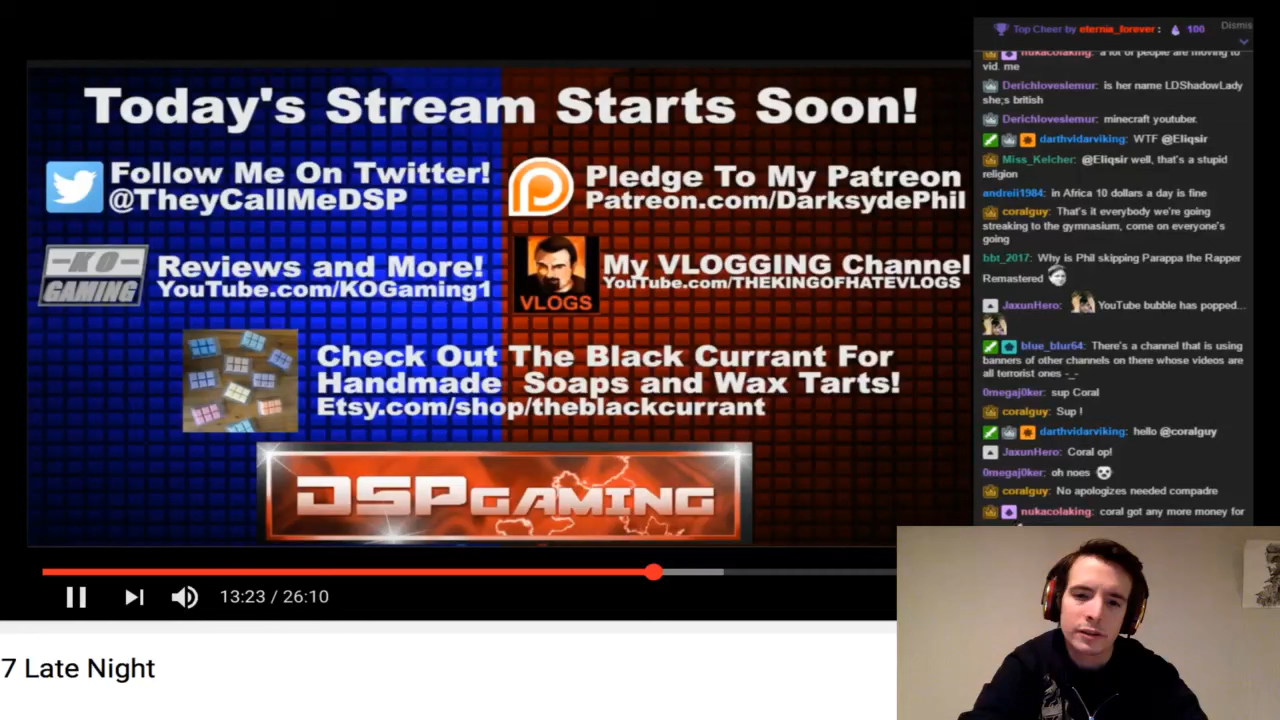 Today's Stream Starts Soon!
Follow Me On Twitter!
@TheyCallMeDSP
Pledge To My Patreon
Patreon.com/DarksydePhil
-KO-
GAMING
Reviews and More!
YouTube.com/KOGaming1
VLOGS
My VLOGGING Channel
YouTube.com/THEKINGOFHATEVLOGS
Check Out The Black Currant For
Handmade Soaps and Wax Tarts!
Etsy.com/shop/theblackcurrant
DSPGAMING
13:23 / 26:10
7 Late Night
Top Cheer by eternia_forever: 100
Dismis
nukacolaking: a lot of people are moving to
vid. me
Derichloveslemur: is her name LDShadowLady
she;s british
Derichloveslemur: minecraft youtuber.
darthvidarviking: WTF @Eliqsir
Miss_Kelcher: @Eliqsir well, that's a stupid
religion
andreii1984: in Africa 10 dollars a day is fine
coralguy: That's it everybody we're going
streaking to the gymnasium, come on everyone's
going
bbt_2017: Why is Phil skipping Parappa the Rapper
Remastered
JaxunHero: YouTube bubble has popped...
blue_blur64: There's a channel that is using
banners of other channels on there whose videos are
all terrorist ones -_-
0megaj0ker: sup Coral
coralguy: Sup !
darthvidarviking: hello @coralguy
JaxunHero: Coral op!
0megaj0ker: oh noes
coralguy: No apologizes needed compadre
nukacolaking: coral got any more money for